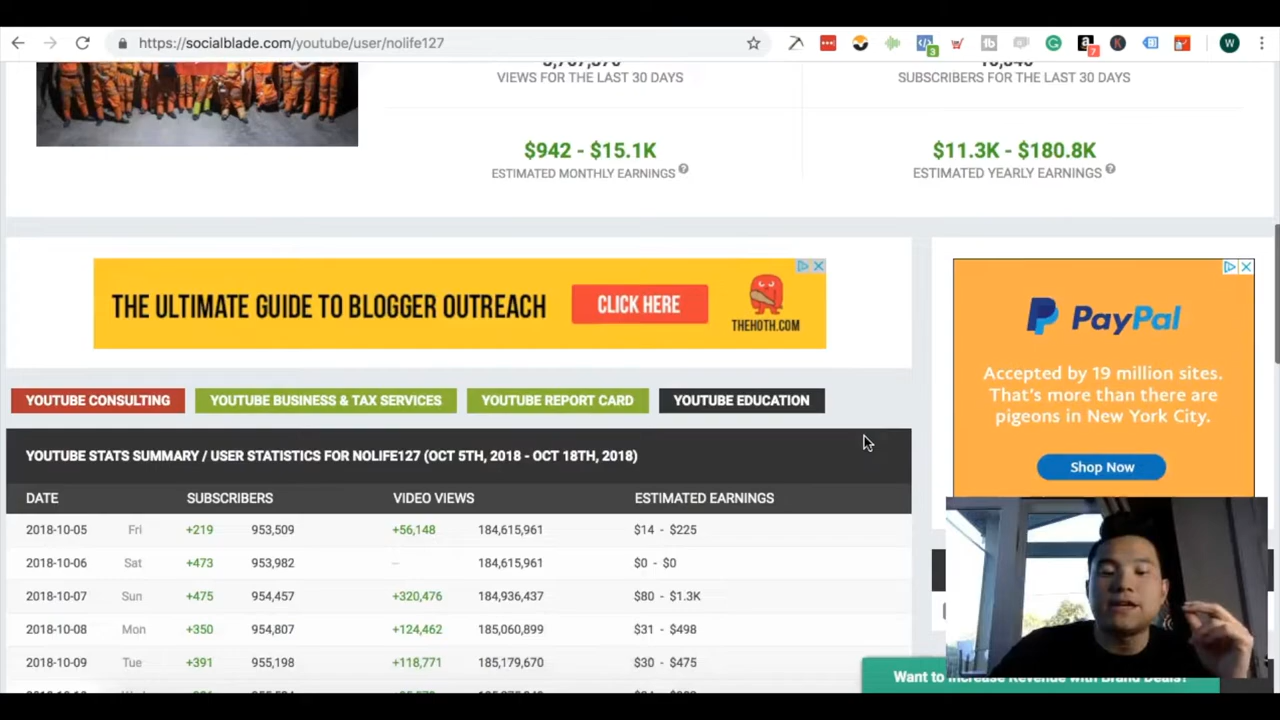 https://socialblade.com/youtube/user/nolife127
3
7
W
VIEWS FOR THE LAST 30 DAYS
SUBSCRIBERS FOR THE LAST 30 DAYS
$942 - $15.1K
ESTIMATED MONTHLY EARNINGS ?
$11.3K - $180.8K
ESTIMATED YEARLY EARNINGS ?
THE ULTIMATE GUIDE TO BLOGGER OUTREACH
CLICK HERE
THEHOTH.COM
PayPal
Accepted by 19 million sites.
That's more than there are
pigeons in New York City.
Shop Now
YOUTUBE CONSULTING
YOUTUBE BUSINESS & TAX SERVICES
YOUTUBE REPORT CARD
YOUTUBE EDUCATION
YOUTUBE STATS SUMMARY / USER STATISTICS FOR NOLIFE127 (OCT 5TH, 2018 - OCT 18TH, 2018)
DATE SUBSCRIBERS VIDEO VIEWS ESTIMATED EARNINGS
2018-10-05 Fri +219 953,509 +56,148 184,615,961 $14 - $225
2018-10-06 Sat +473 953,982 -- 184,615,961 $0 - $0
2018-10-07 Sun +475 954,457 +320,476 184,936,437 $80 - $1.3K
2018-10-08 Mon +350 954,807 +124,462 185,060,899 $31 - $498
2018-10-09 Tue +391 955,198 +118,771 185,179,670 $30 - $475
Want to Increase Revenue with Brand Deals?